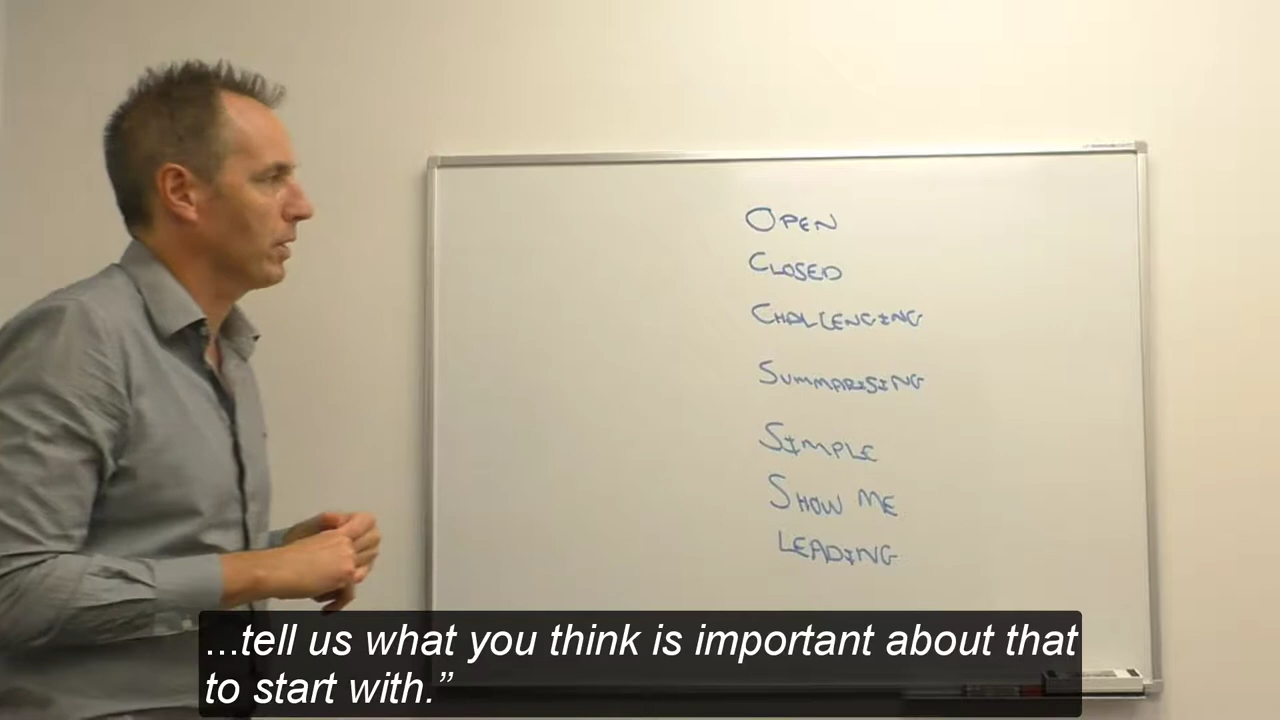 OPEN
CLOSED
CHALLENGING
SUMMARISING
SIMPLE
SHOW ME
LEADING
...tell us what you think is important about that
to start with.”